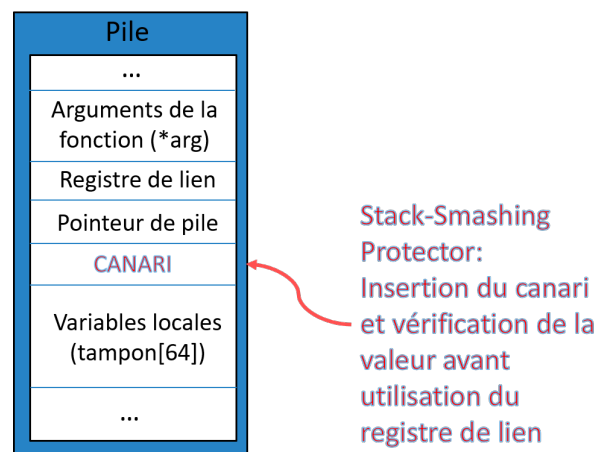 Pile
...
Arguments de la
fonction (*arg)
Registre de lien
Pointeur de pile
CANARI
Variables locales
(tampon[64])
...
Stack-Smashing
Protector:
Insertion du canari
et vérification de la
valeur avant
utilisation du
registre de lien